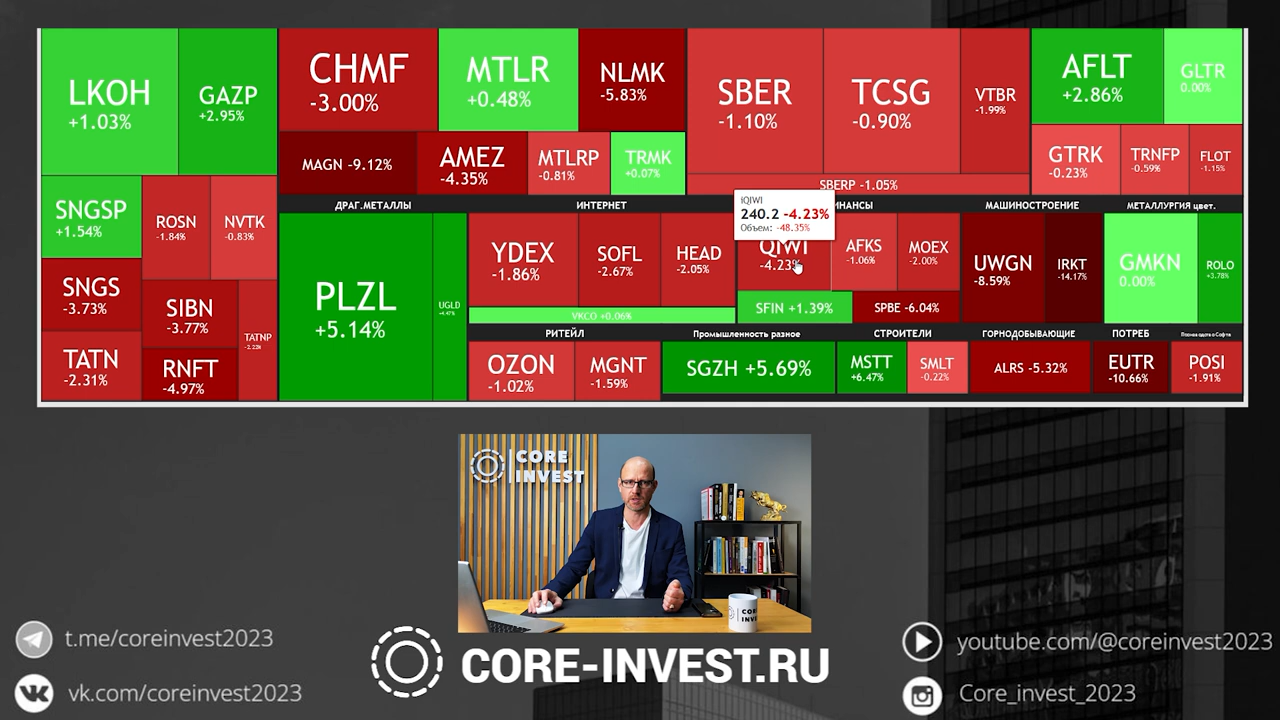 LKOH
+1.03%
GAZP
+2.95%
CHMF
-3.00%
MTLR
+0.48%
NLMK
-5.83%
SBER
-1.10%
TCSG
-0.90%
VTBR
-1.99%
AFLT
+2.86%
GLTR
0.00%
MAGN -9.12%
AMEZ
-4.35%
MTLRP
-0.81%
TRMK
+0.07%
SBERP -1.05%
GTRK
-0.23%
TRNFP
-0.59%
FLOT
-1.15%
SNGSP
+1.54%
ROSN
-1.84%
NVTK
-0.83%
ДРАГ.МЕТАЛЛЫ
ИНТЕРНЕТ
ИНАНСЫ
МАШИНОСТРОЕНИЕ
МЕТАЛЛУРГИЯ цвет.
iQIWI
240.2 -4.23%
Объем: -48.35%
SNGS
-3.73%
SIBN
-3.77%
TATNP
-2.23%
TATN
-2.31%
RNFT
-4.97%
PLZL
+5.14%
UGLD
+4.47%
YDEX
-1.86%
SOFL
-2.67%
HEAD
-2.05%
QIWI
-4.23%
AFKS
-1.06%
MOEX
-2.00%
UWGN
-8.59%
IRKT
-14.17%
GMKN
0.00%
ROLO
+3.78%
VKCO +0.06%
SFIN +1.39%
SPBE -6.04%
РИТЕЙЛ
Промышленность разное
СТРОИТЕЛИ
ГОРНОДОБЫВАЮЩИЕ
ПОТРЕБ
OZON
-1.02%
MGNT
-1.59%
SGZH +5.69%
MSTT
+6.47%
SMLT
-0.22%
ALRS -5.32%
EUTR
-10.66%
POSI
-1.91%
CORE
INVEST
CORE
INVEST
t.me/coreinvest2023
vk.com/coreinvest2023
CORE-INVEST.RU
youtube.com/@coreinvest2023
Core_invest_2023